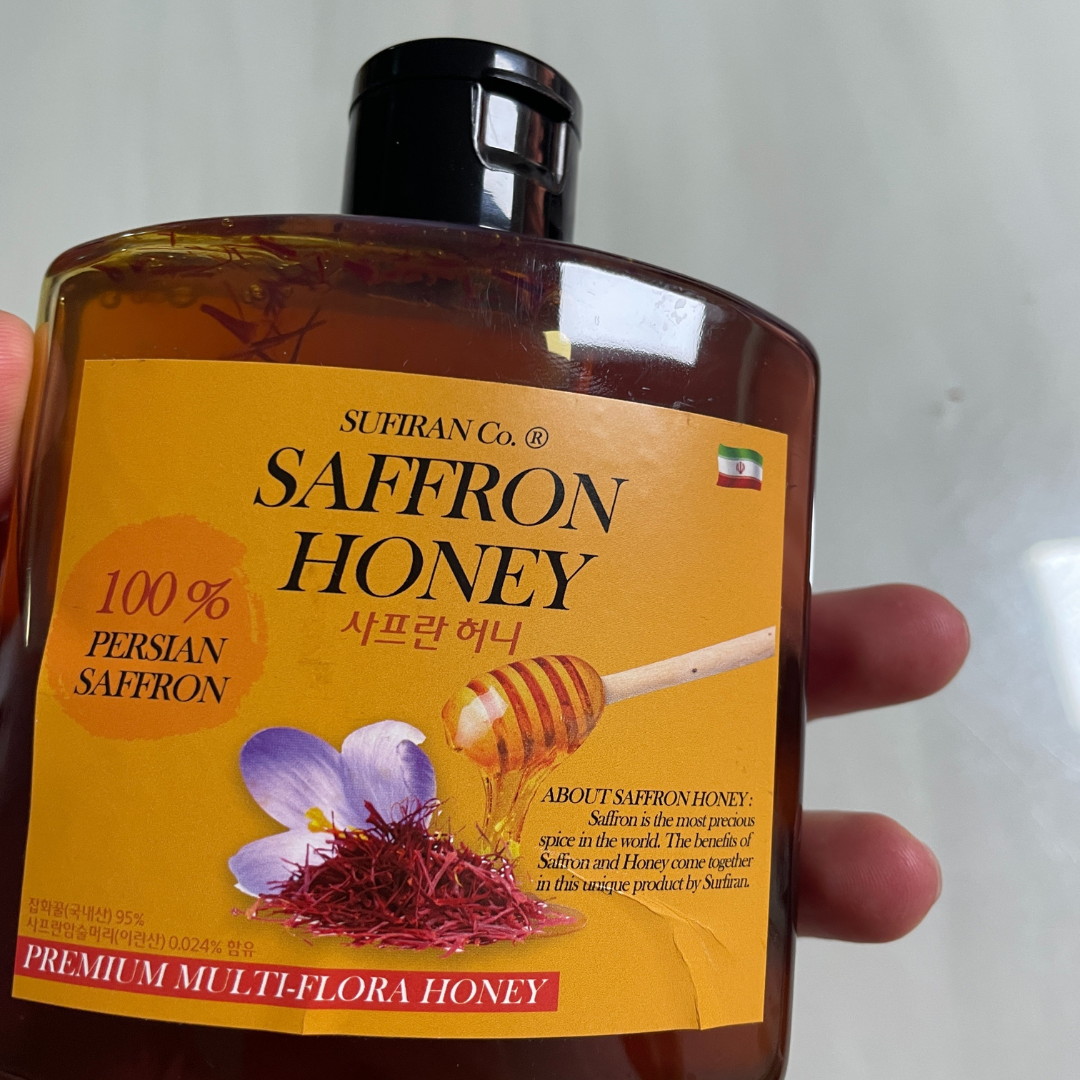 SUFIRAN Co. ®
SAFFRON
HONEY
사프란 허니
100 %
PERSIAN
SAFFRON
ABOUT SAFFRON HONEY :
Saffron is the most precious
spice in the world. The benefits of
Saffron and Honey come together
in this unique product by Surfiran.
잡화꿀(국내산) 95%
사프란암술머리(이란산) 0.024% 함유
PREMIUM MULTI-FLORA HONEY